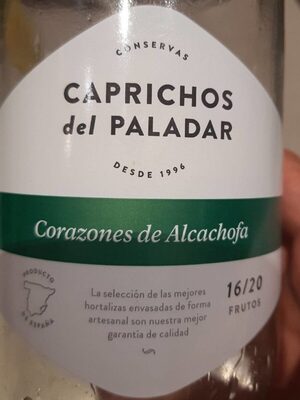 CONSERVAS
CAPRICHOS
del PALADAR
DESDE 1996
Corazones de Alcachofa
PRODUCTO
DE ESPAÑA
La selección de las mejores
hortalizas envasadas de forma
artesanal son nuestra mejor
garantía de calidad
16/20
FRUTOS